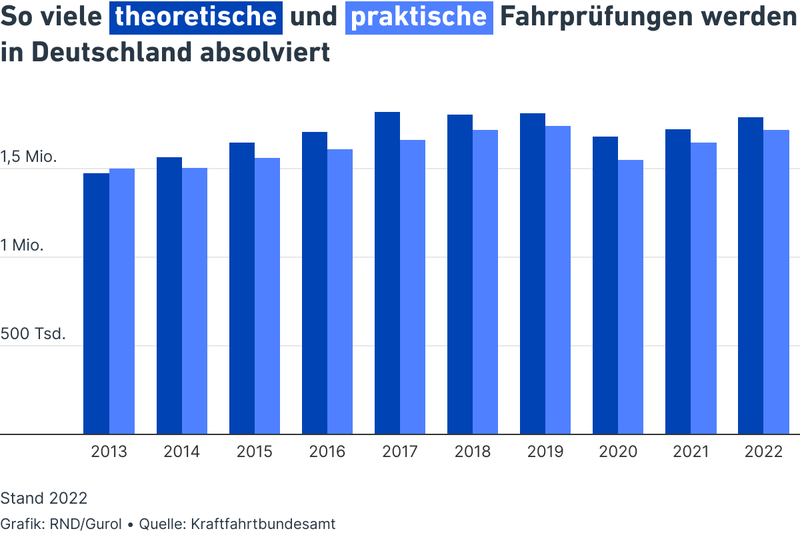 So viele theoretische und praktische Fahrprüfungen werden
in Deutschland absolviert
1,5 Mio.
1 Mio.
500 Tsd.
2013 2014 2015 2016 2017 2018 2019 2020 2021 2022
Stand 2022
Grafik: RND/Gurol • Quelle: Kraftfahrtbundesamt